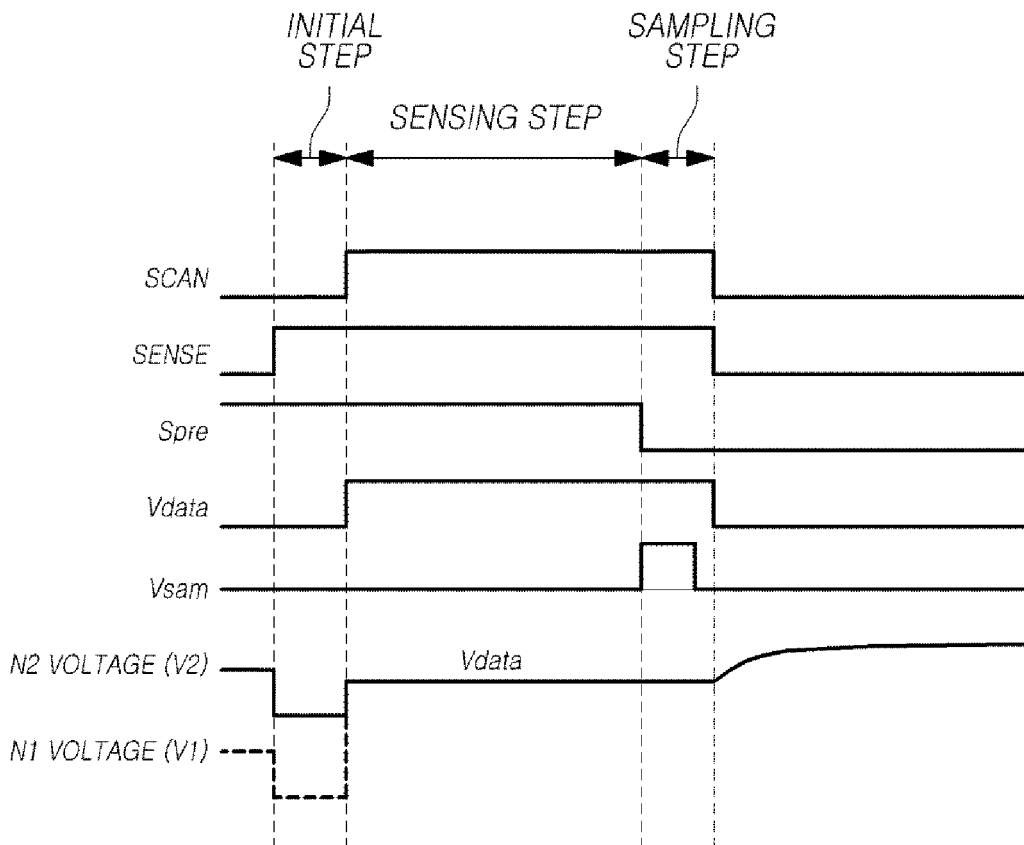 INITIAL
STEP
SAMPLING
STEP
SENSING STEP
SCAN
SENSE
Spre
Vdata
Vsam
N2 VOLTAGE (V2)
Vdata
N1 VOLTAGE (V1)